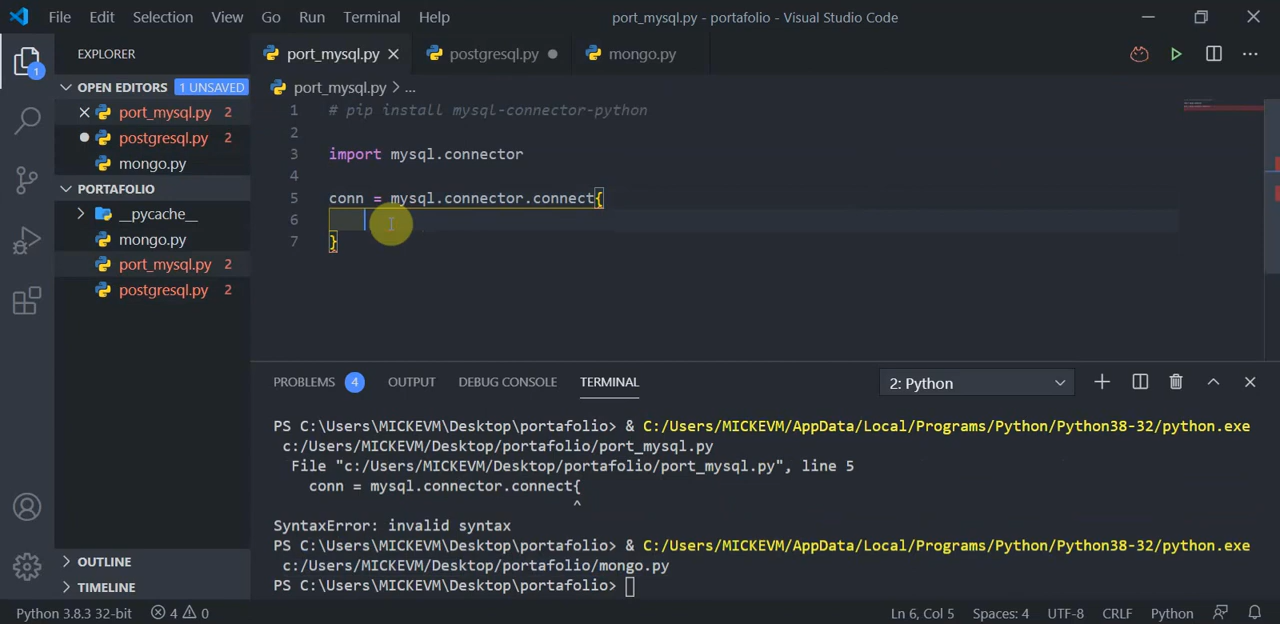 File Edit Selection View Go Run Terminal Help port_mysql.py - portafolio - Visual Studio Code
EXPLORER
port_mysql.py postgresql.py mongo.py
1
OPEN EDITORS 1 UNSAVED
port_mysql.py 2
postgresql.py 2
mongo.py
PORTAFOLIO
__pycache__
mongo.py
port_mysql.py 2
postgresql.py 2
OUTLINE
TIMELINE
port_mysql.py > ...
1 # pip install mysql-connector-python
2
3 import mysql.connector
4
5 conn = mysql.connector.connect{
6
7 }
PROBLEMS 4 OUTPUT DEBUG CONSOLE TERMINAL 2: Python
PS C:\Users\MICKEVM\Desktop\portafolio> & C:/Users/MICKEVM/AppData/Local/Programs/Python/Python38-32/python.exe
c:/Users/MICKEVM/Desktop/portafolio/port_mysql.py
File "c:/Users/MICKEVM/Desktop/portafolio/port_mysql.py", line 5
conn = mysql.connector.connect{
^
SyntaxError: invalid syntax
PS C:\Users\MICKEVM\Desktop\portafolio> & C:/Users/MICKEVM/AppData/Local/Programs/Python/Python38-32/python.exe
c:/Users/MICKEVM/Desktop/portafolio/mongo.py
PS C:\Users\MICKEVM\Desktop\portafolio>
Python 3.8.3 32-bit 4 0 Ln 6, Col 5 Spaces: 4 UTF-8 CRLF Python